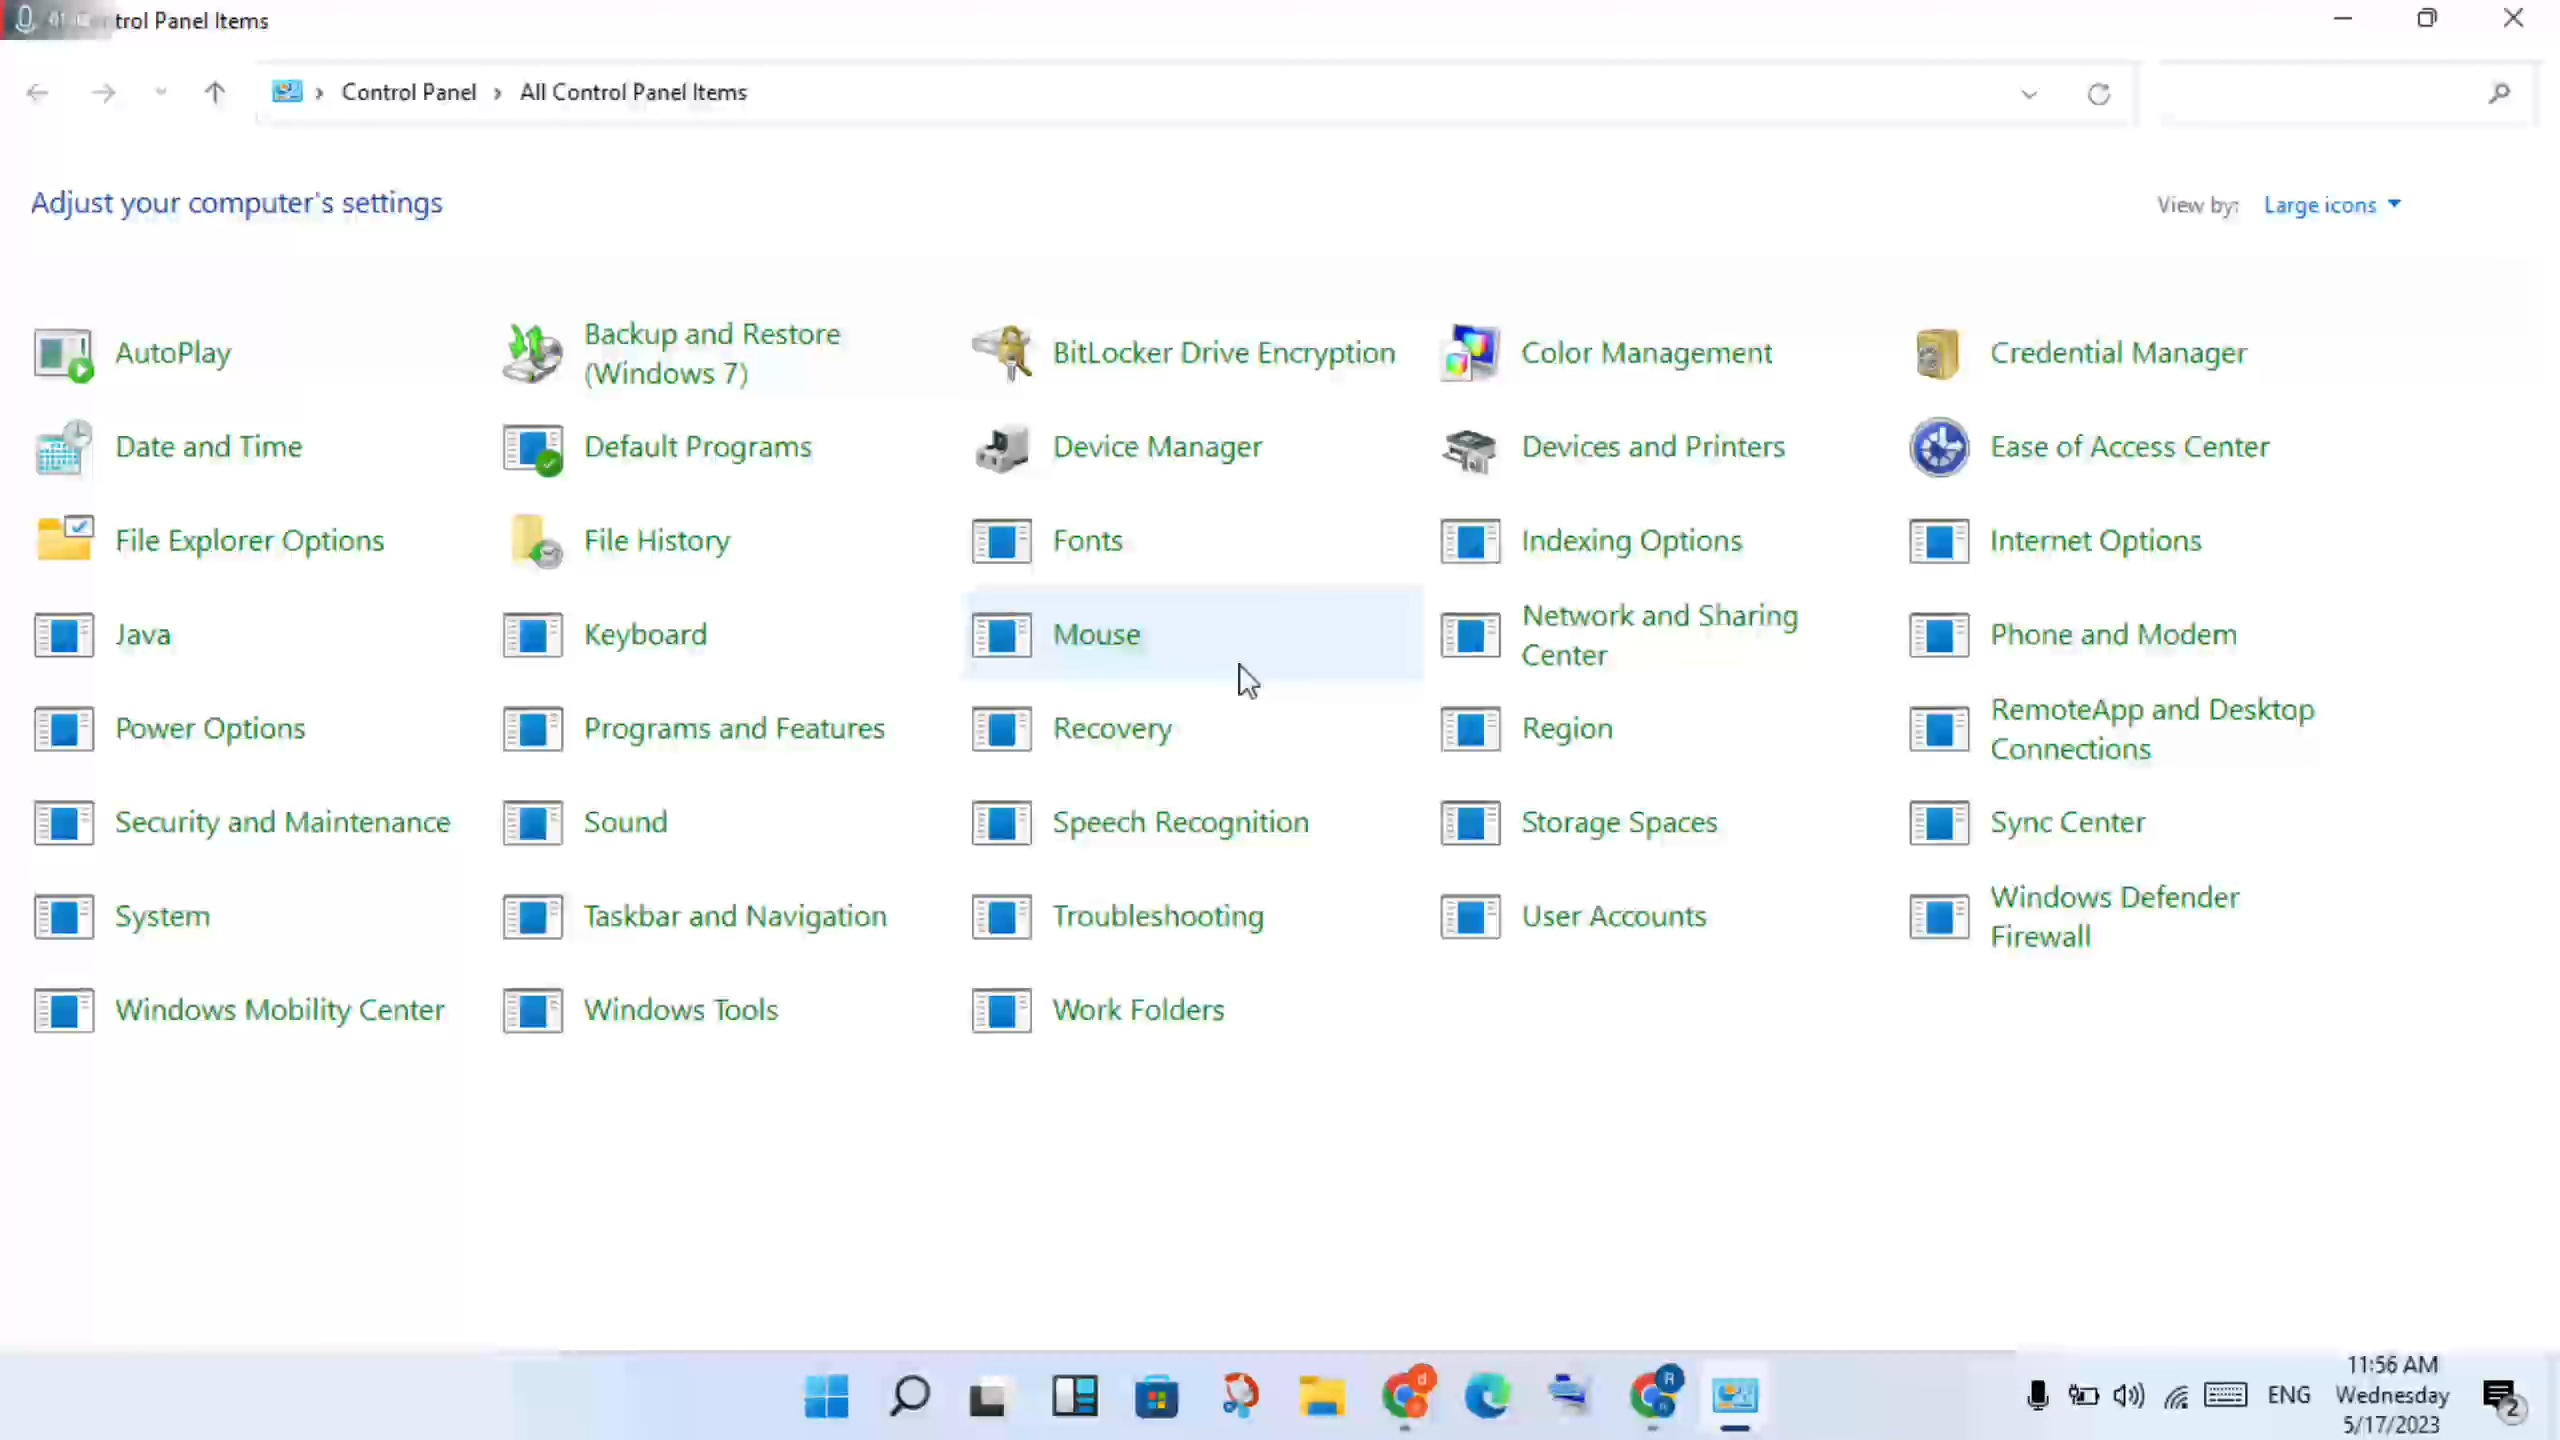 trol Panel Items
Control Panel
All Control Panel Items
Adjust your computer's settings
View by:
Large icons
AutoPlay
Backup and Restore
(Windows 7)
BitLocker Drive Encryption
Color Management
Credential Manager
Date and Time
Default Programs
Device Manager
Devices and Printers
Ease of Access Center
File Explorer Options
File History
Fonts
Indexing Options
Internet Options
Java
Keyboard
Mouse
Network and Sharing
Center
Phone and Modem
Power Options
Programs and Features
Recovery
Region
RemoteApp and Desktop
Connections
Security and Maintenance
Sound
Speech Recognition
Storage Spaces
Sync Center
System
Taskbar and Navigation
Troubleshooting
User Accounts
Windows Defender
Firewall
Windows Mobility Center
Windows Tools
Work Folders
d
R
ENG
11:56 AM
Wednesday
5/17/2023
2